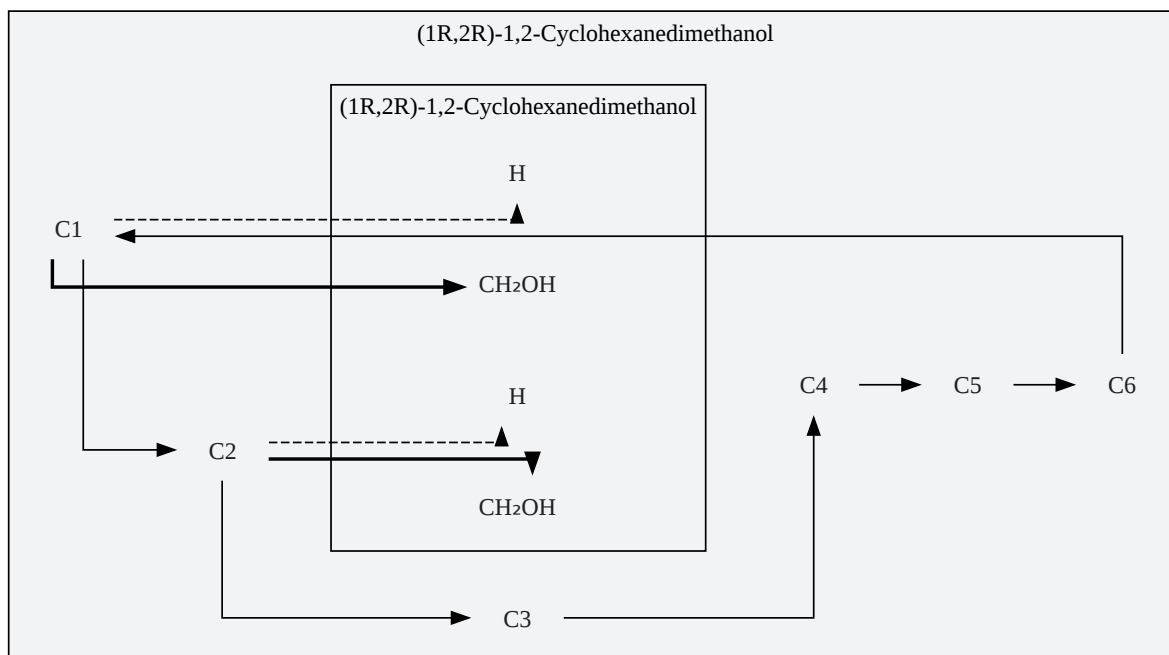 (1R,2R)-1,2-Cyclohexanedimethanol
(1R,2R)-1,2-Cyclohexanedimethanol
H
C1
CH₂OH
H
C4
C5
C6
C2
CH₂OH
C3